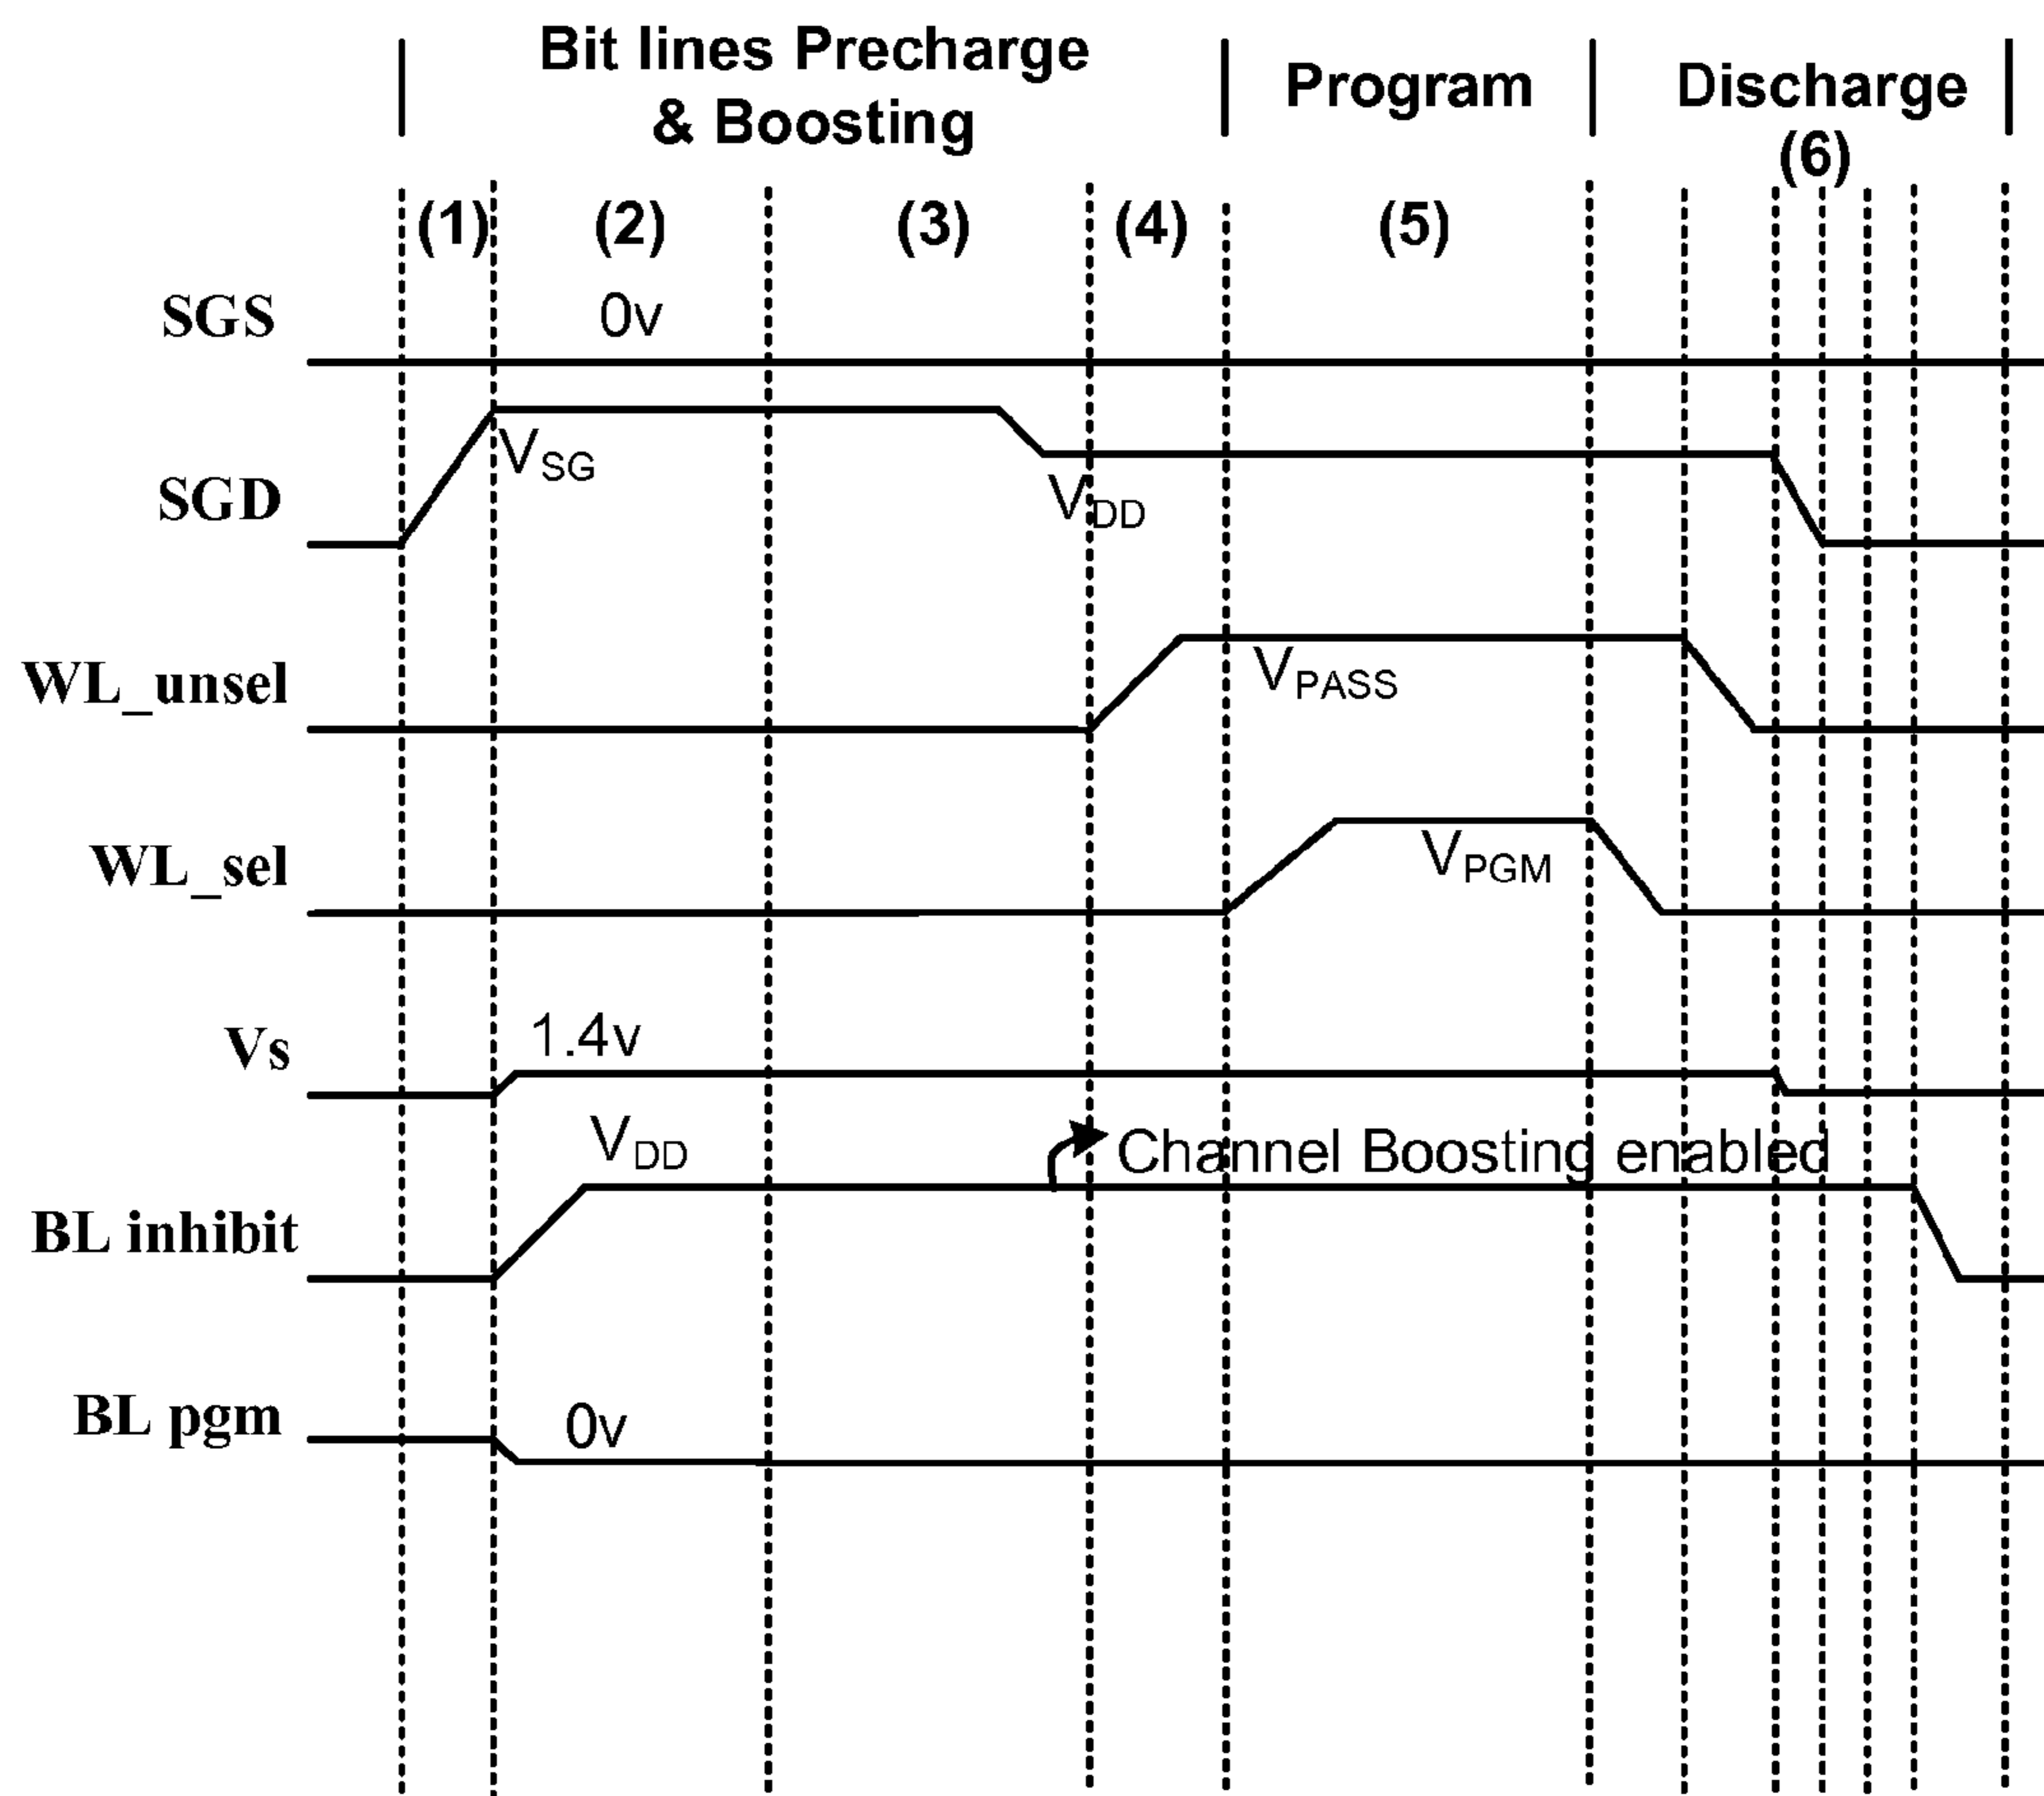 Bit lines Precharge
& Boosting
Program
Discharge
(6)
(1)
(2)
(3)
(4)
(5)
SGS
0v
SGD
VSG
VDD
WL_unsel
VPASS
WL_sel
VPGM
Vs
1.4v
VDD
Channel Boosting enabled
BL inhibit
BL pgm
0v